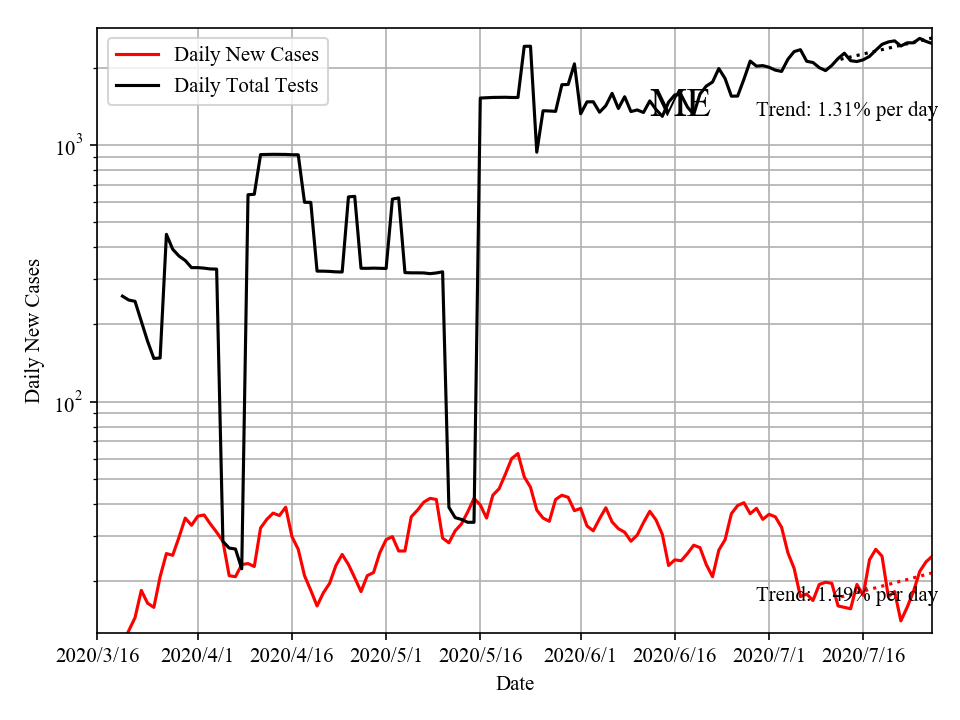 Daily New Cases
Daily Total Tests
ME
Trend: 1.31% per day
Trend: 1.49% per day
10³
10²
Daily New Cases
2020/3/16 2020/4/1 2020/4/16 2020/5/1 2020/5/16 2020/6/1 2020/6/16 2020/7/1 2020/7/16
Date